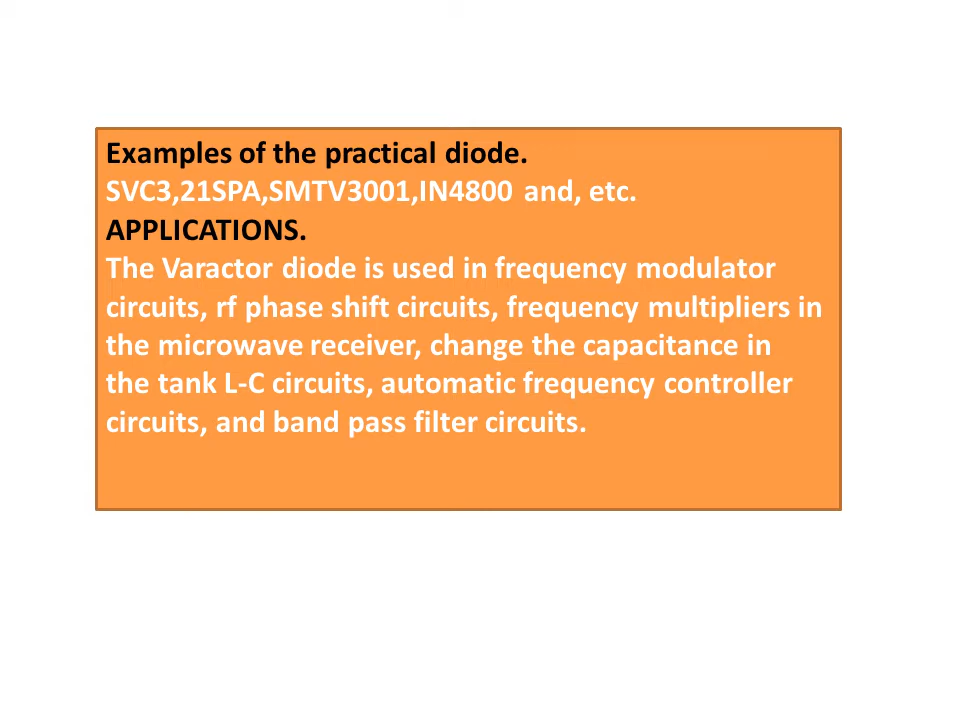 Examples of the practical diode.
SVC3,21SPA,SMTV3001,IN4800 and, etc.
APPLICATIONS.
The Varactor diode is used in frequency modulator
circuits, rf phase shift circuits, frequency multipliers in
the microwave receiver, change the capacitance in
the tank L-C circuits, automatic frequency controller
circuits, and band pass filter circuits.